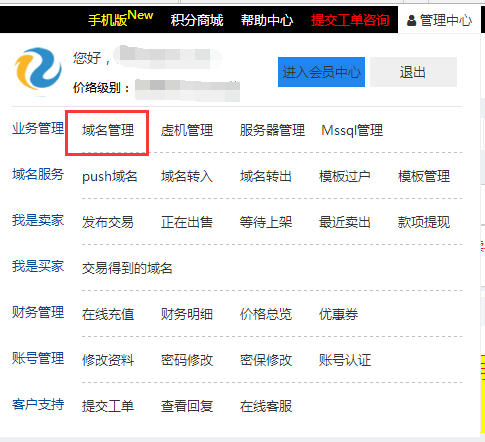 手机版New 积分商城 帮助中心 提交工单咨询 管理中心
您好，
进入会员中心 退出
价格级别：
业务管理 域名管理 虚机管理 服务器管理 Mssql管理
域名服务 push域名 域名转入 域名转出 模板过户 模板管理
我是卖家 发布交易 正在出售 等待上架 最近卖出 款项提现
我是买家 交易得到的域名
财务管理 在线充值 财务明细 价格总览 优惠券
账号管理 修改资料 密码修改 密保修改 账号认证
客户支持 提交工单 查看回复 在线客服